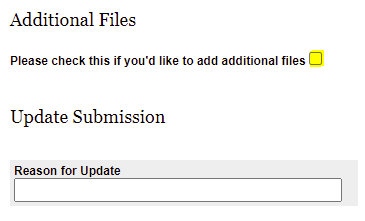 Additional Files
Please check this if you'd like to add additional files
Update Submission
Reason for Update